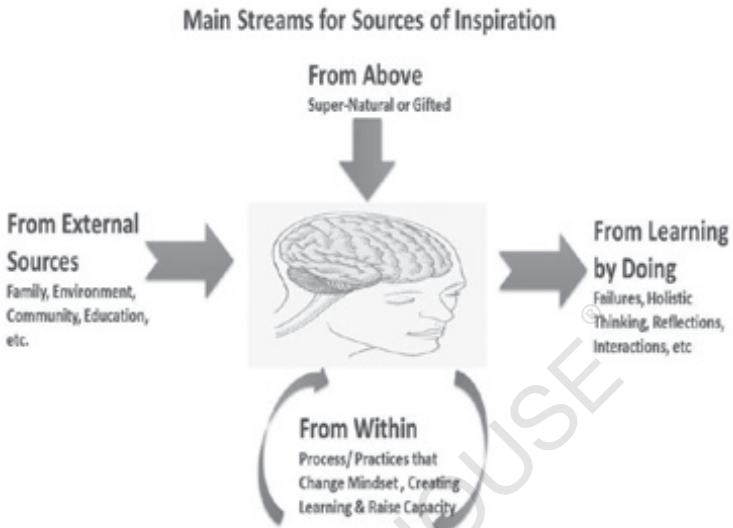 Main Streams for Sources of Inspiration
From Above
Super-Natural or Gifted
From External
Sources
Family, Environment,
Community, Education,
etc.
From Learning
by Doing
Failures, Holistic
Thinking, Reflections,
Interactions, etc
From Within
Process/ Practices that
Change Mindset , Creating
Learning & Raise Capacity
HOUSE®